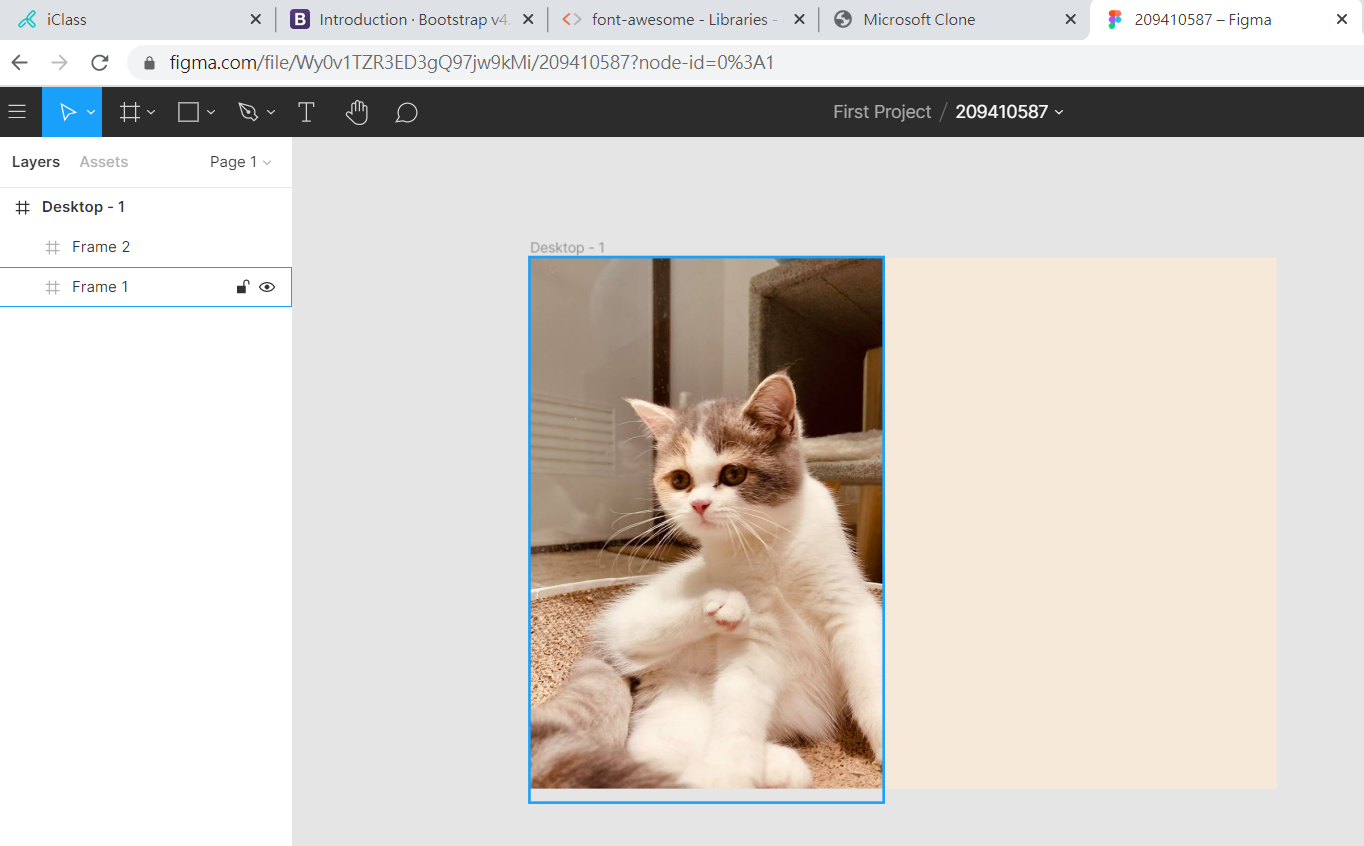 iClass
Introduction · Bootstrap v4.
font-awesome - Libraries -
Microsoft Clone
209410587 – Figma
figma.com/file/Wy0v1TZR3ED3gQ97jw9kMi/209410587?node-id=0%3A1
First Project / 209410587
Layers Assets Page 1
Desktop - 1
Frame 2
Frame 1
Desktop - 1